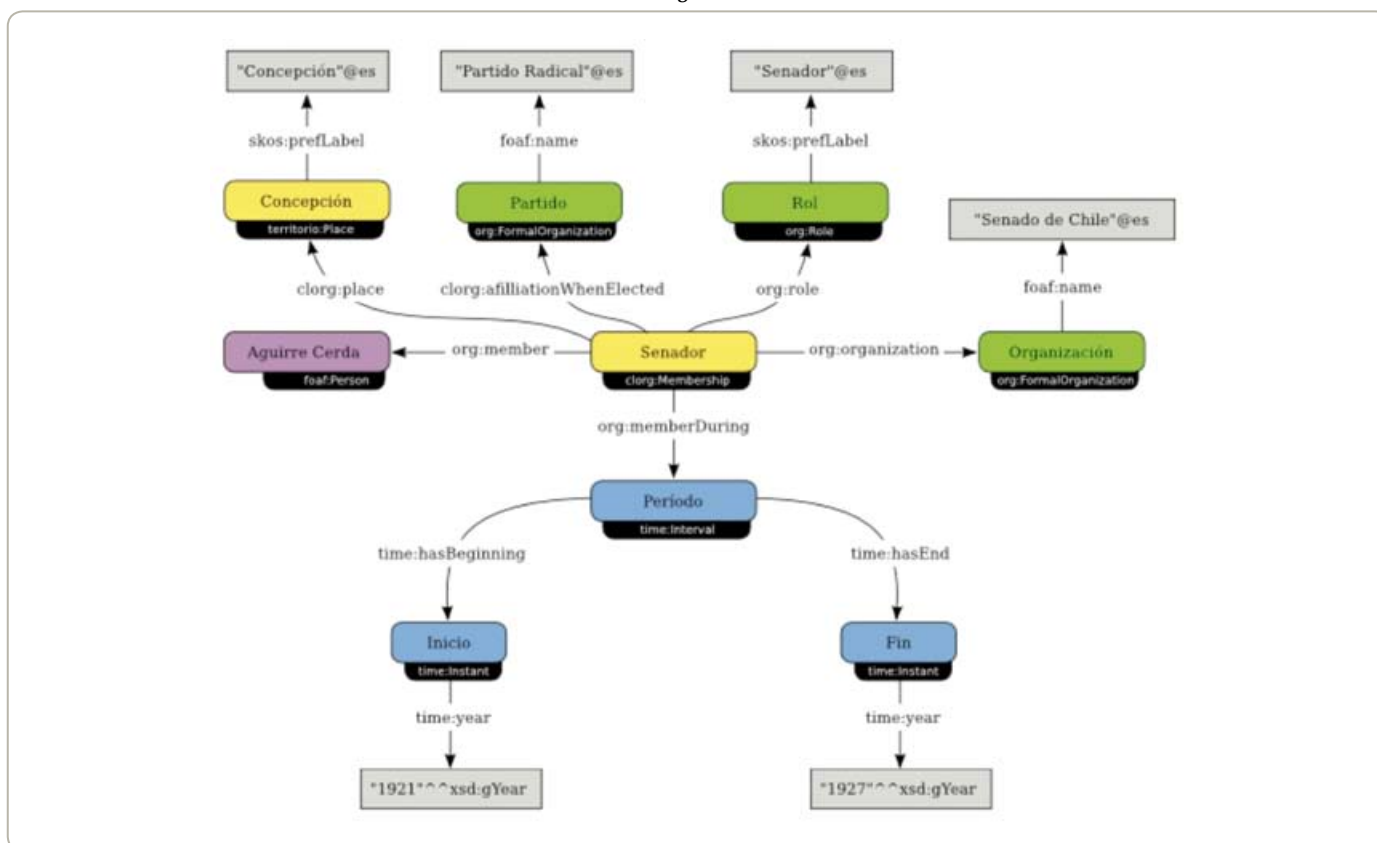 "Concepción"@es
"Partido Radical"@es
"Senador"@es
skos:prefLabel
foaf:name
skos:prefLabel
Concepción
territorio:Place
Partido
org:FormalOrganization
Rol
org:Role
"Senado de Chile"@es
clorg:place
clorg:afilliationWhenElected
org:role
foaf:name
Aguirre Cerda
foaf:Person
org:member
Senador
clorg:Membership
org:organization
Organización
org:FormalOrganization
org:memberDuring
Período
time:Interval
time:hasBeginning
time:hasEnd
Inicio
time:Instant
Fin
time:Instant
time:year
time:year
"1921"^^xsd:gYear
"1927"^^xsd:gYear